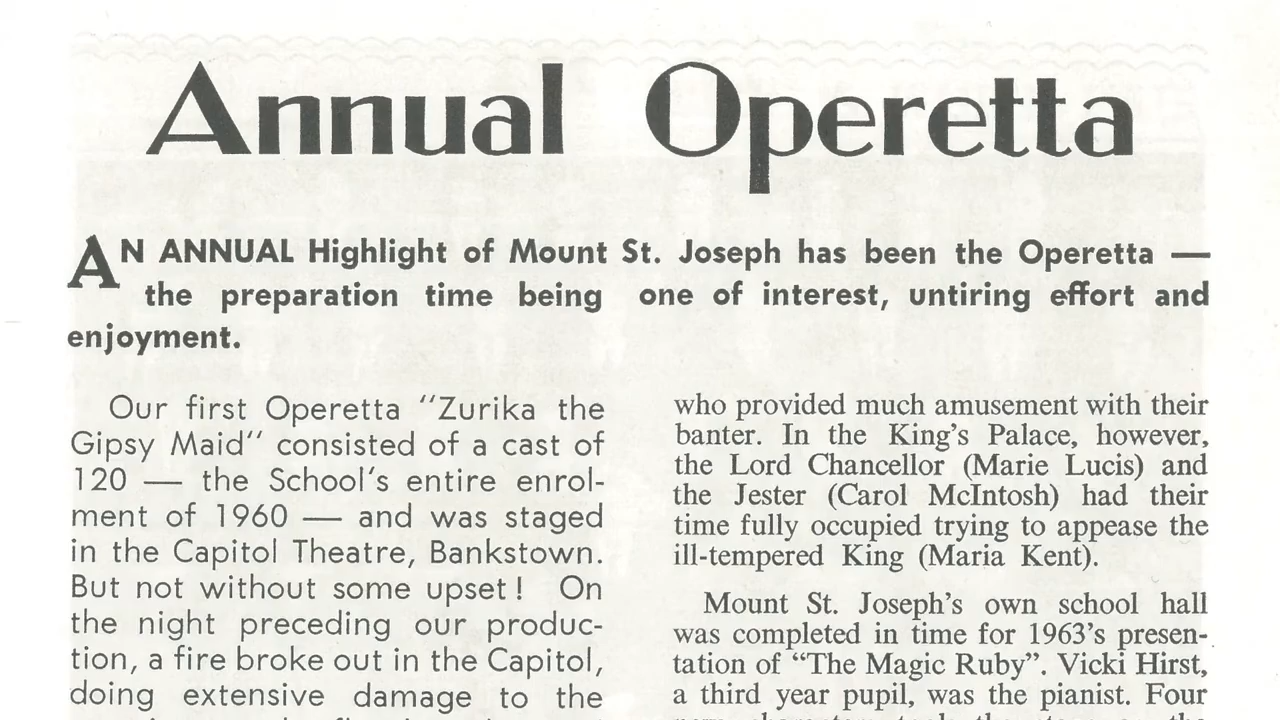 Annual Operetta
AN ANNUAL Highlight of Mount St. Joseph has been the Operetta —
the preparation time being one of interest, untiring effort and
enjoyment.
Our first Operetta "Zurika the
Gipsy Maid" consisted of a cast of
120 — the School's entire enrol-
ment of 1960 — and was staged
in the Capitol Theatre, Bankstown.
But not without some upset! On
the night preceding our produc-
tion, a fire broke out in the Capitol,
doing extensive damage to the
who provided much amusement with their
banter. In the King's Palace, however,
the Lord Chancellor (Marie Lucis) and
the Jester (Carol McIntosh) had their
time fully occupied trying to appease the
ill-tempered King (Maria Kent).
Mount St. Joseph's own school hall
was completed in time for 1963's presen-
tation of “The Magic Ruby”. Vicki Hirst,
a third year pupil, was the pianist. Four